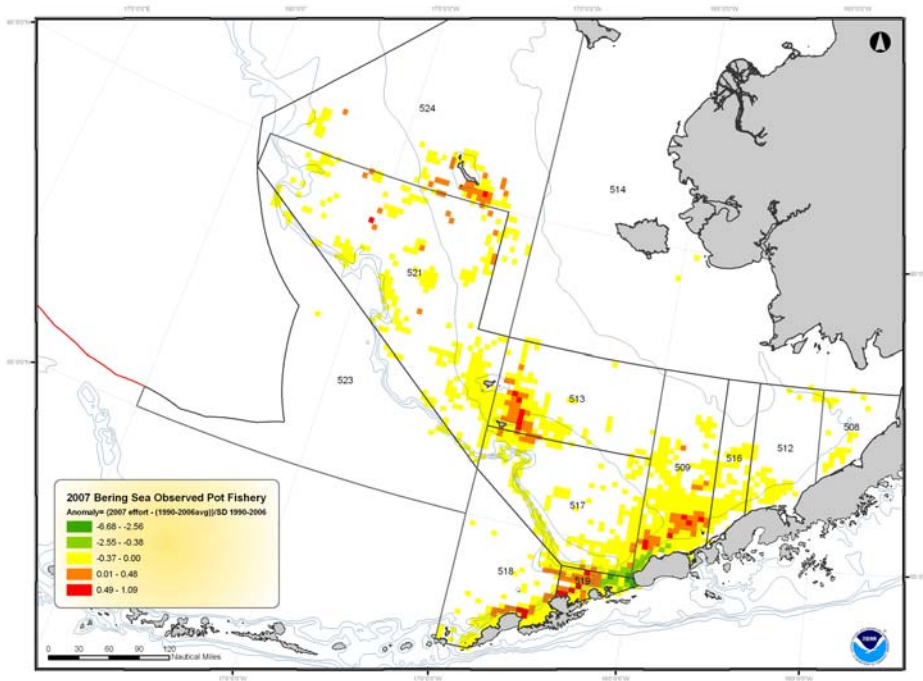 524
514
521
523
513
509
516
512
508
517
518
519
2007 Bering Sea Observed Pot Fishery
Anomaly= (2007 effort - (1990-2006avg))/SD 1990-2006
-6.68 - -2.56
-2.55 - -0.38
-0.37 - 0.00
0.01 - 0.48
0.49 - 1.09
0 30 60 90 120
Nautical Miles